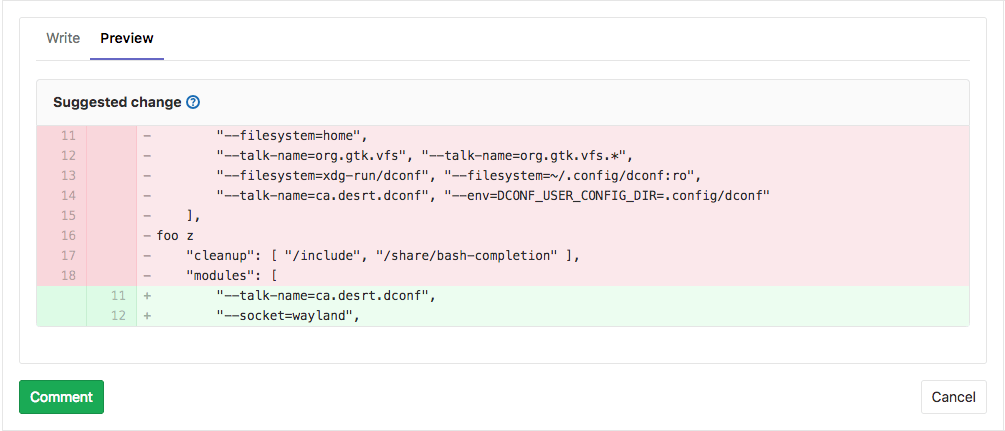 Write Preview
Suggested change ?
11 - "--filesystem=home",
12 - "--talk-name=org.gtk.vfs", "--talk-name=org.gtk.vfs.*",
13 - "--filesystem=xdg-run/dconf", "--filesystem=~/.config/dconf:ro",
14 - "--talk-name=ca.desrt.dconf", "--env=DCONF_USER_CONFIG_DIR=.config/dconf"
15 - ],
16 - foo z
17 - "cleanup": [ "/include", "/share/bash-completion" ],
18 - "modules": [
11 + "--talk-name=ca.desrt.dconf",
12 + "--socket=wayland",
Comment Cancel